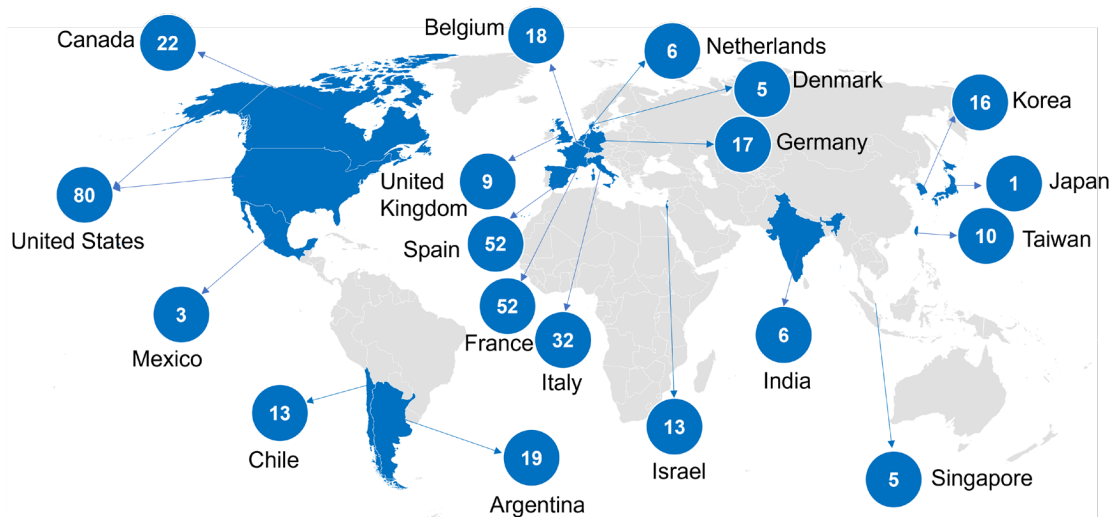 Canada
22
Belgium
18
6
Netherlands
5
Denmark
16
Korea
17
Germany
80
United States
United
Kingdom
9
1
Japan
Spain
52
10
Taiwan
3
Mexico
52
France
32
Italy
6
India
13
Chile
19
Argentina
13
Israel
5
Singapore